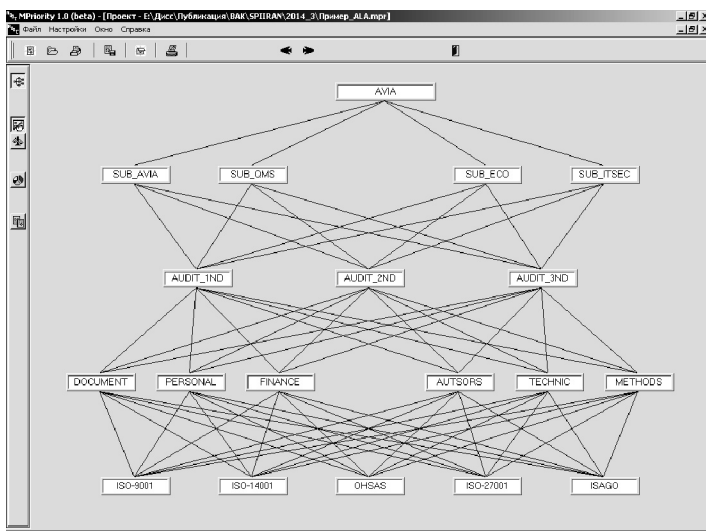 MPriority 1.0 (beta) - [Проект - E:\Дисс\Публикация\ВАК\SPIIRAN\2014_3\Пример_ALA.mpr]
Файл Настройки Окно Справка
AVIA
SUB_AVIA SUB_QMS SUB_ECO SUB_ITSEC
AUDIT_1ND AUDIT_2ND AUDIT_3ND
DOCUMENT PERSONAL FINANCE AUTSORS TECHNIC METHODS
ISO-9001 ISO-14001 OHSAS ISO-27001 ISAGO